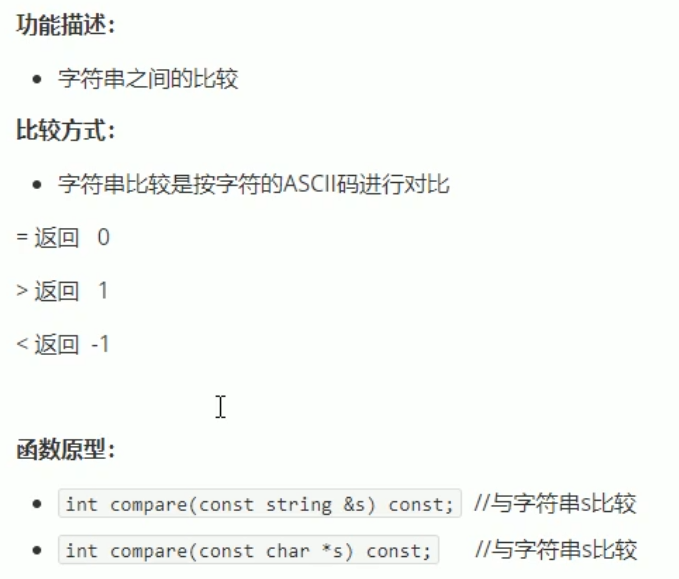 功能描述：
• 字符串之间的比较
比较方式：
• 字符串比较是按字符的ASCII码进行对比
= 返回 0
> 返回 1
< 返回 -1
函数原型：
• int compare(const string &s) const; //与字符串s比较
• int compare(const char *s) const; //与字符串s比较